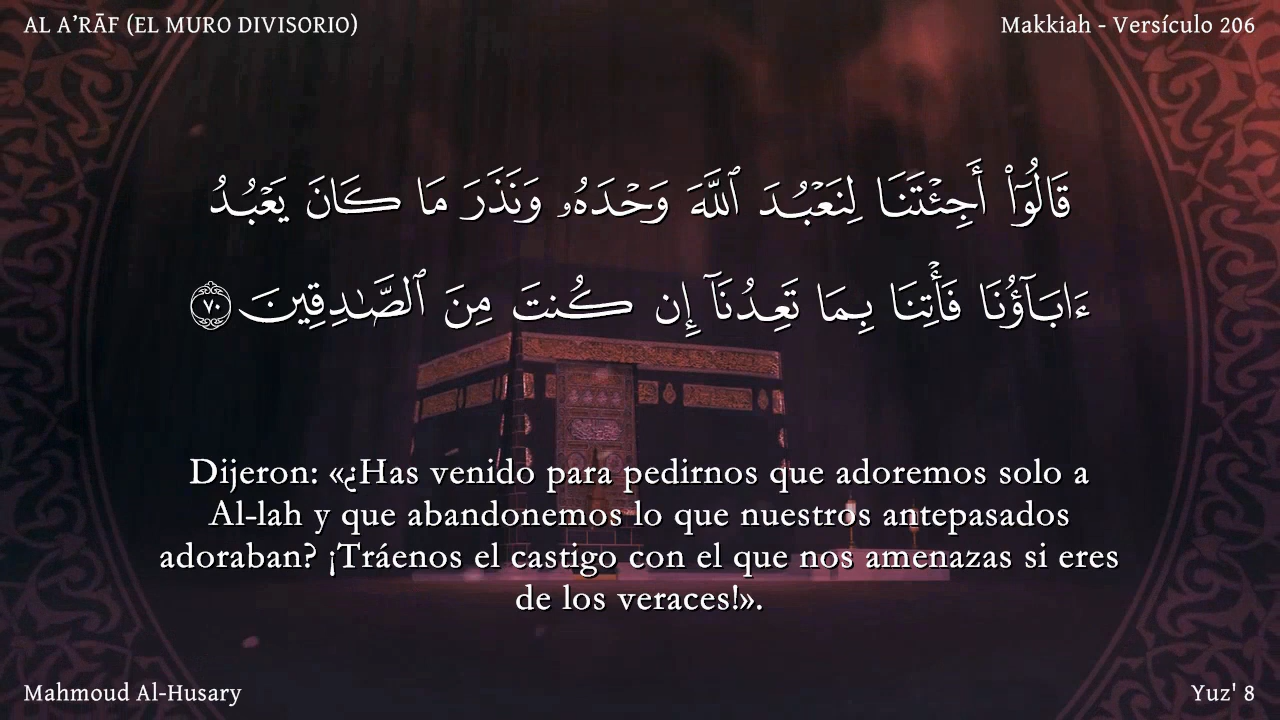 AL A’RĀF (EL MURO DIVISORIO)
Makkiah - Versículo 206
قَالُوٓا۟ أَجِئْتَنَا لِنَعْبُدَ ٱللَّهَ وَحْدَهُۥ وَنَذَرَ مَا كَانَ يَعْبُدُ
ءَابَآؤُنَا فَأْتِنَا بِمَا تَعِدُنَآ إِن كُنتَ مِنَ ٱلصَّـٰدِقِينَ ٧٠
Dijeron: «¿Has venido para pedirnos que adoremos solo a
Al-lah y que abandonemos lo que nuestros antepasados
adoraban? ¡Tráenos el castigo con el que nos amenazas si eres
de los veraces!».
Mahmoud Al-Husary
Yuz' 8